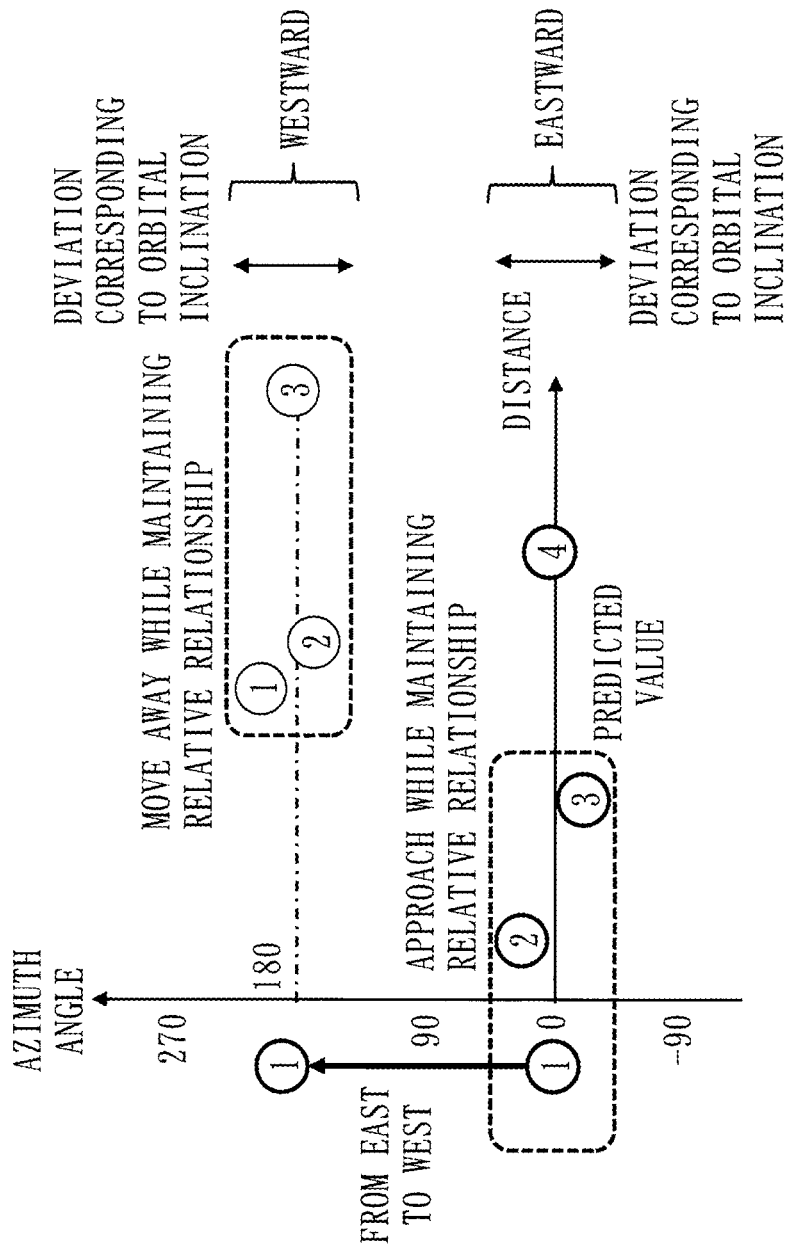 AZIMUTH
ANGLE
270
180
90
0
-90
FROM EAST
TO WEST
1
1
MOVE AWAY WHILE MAINTAINING
RELATIVE RELATIONSHIP
1
2
3
APPROACH WHILE MAINTAINING
RELATIVE RELATIONSHIP
2
3
4
PREDICTED
VALUE
DISTANCE
DEVIATION
CORRESPONDING
TO ORBITAL
INCLINATION
WESTWARD
EASTWARD
DEVIATION
CORRESPONDING
TO ORBITAL
INCLINATION